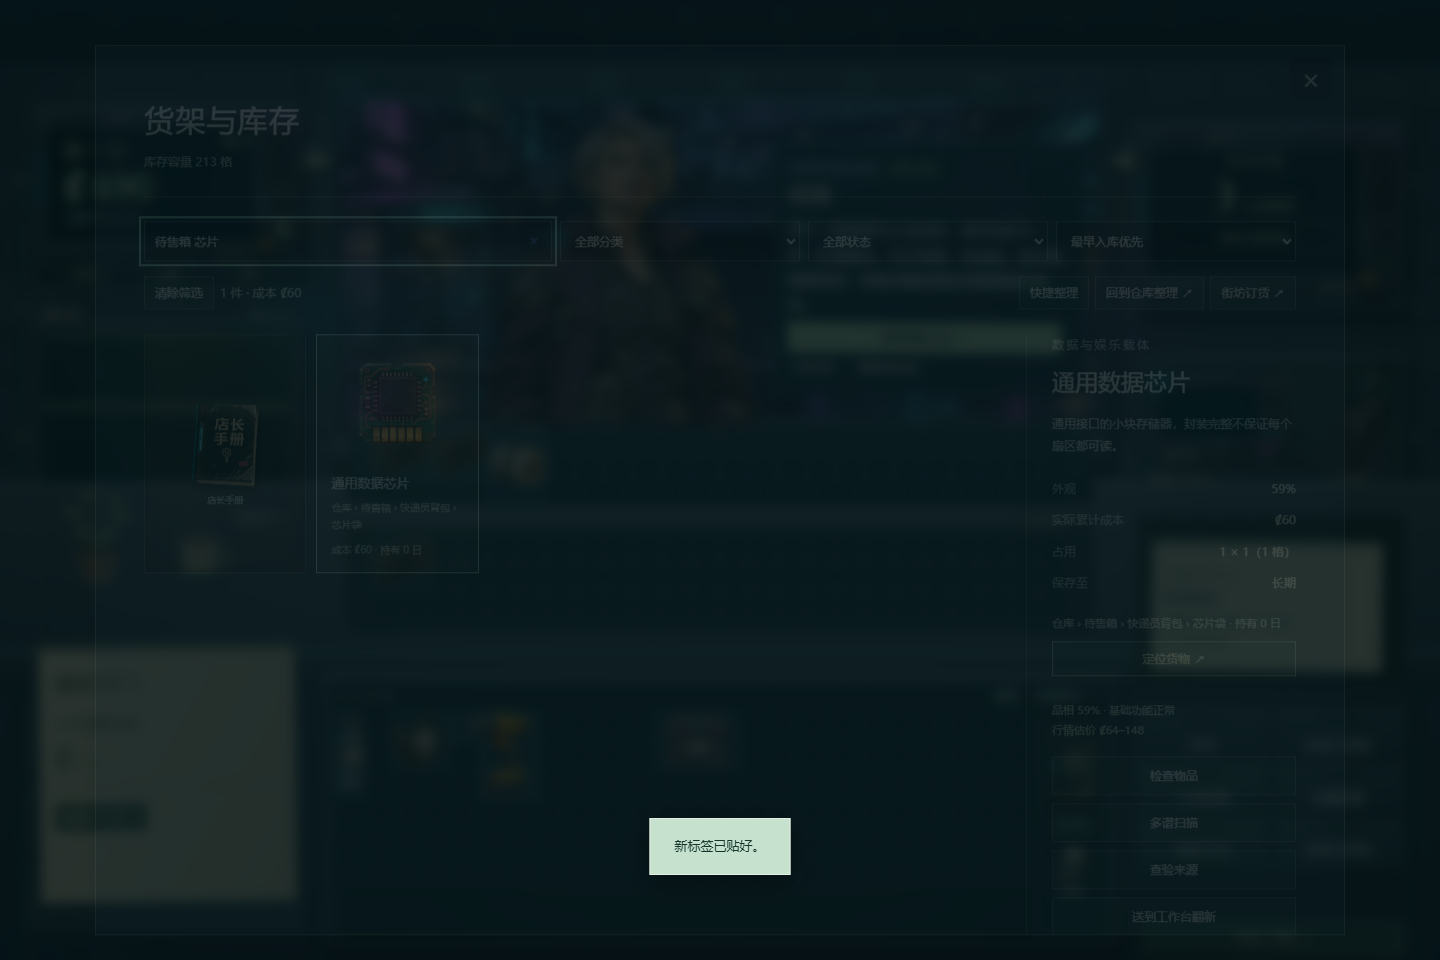 ×
货架与库存
库存容量 213 格
待售箱 芯片
×
全部分类
全部状态
最早入库优先
清除筛选
1 件 · 成本 ₡60
快捷整理
回到仓库整理 ↗
街坊订货 ↗
店长
手册
店长手册
通用数据芯片
仓库 › 待售箱 › 快递员背包 ›
芯片袋
成本 ₡60 · 持有 0 日
数据与娱乐载体
通用数据芯片
通用接口的小块存储器，封装完整不保证每个
扇区都可读。
外观 59%
实际累计成本 ₡60
占用 1 × 1（1 格）
保存至 长期
仓库 › 待售箱 › 快递员背包 › 芯片袋 · 持有 0 日
定位货物 ↗
品相 59% · 基础功能正常
行情估价 ₡64–148
检查物品
多谱扫描
查验来源
送到工作台翻新
新标签已贴好。